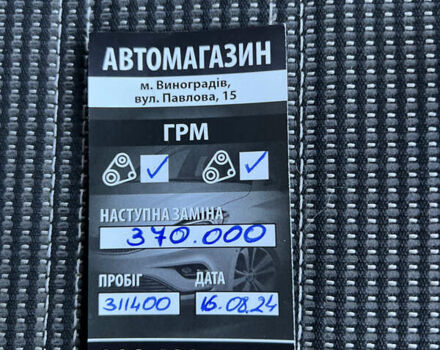 АВТОМАГАЗИН
м. Виноградів,
вул. Павлова, 15
ГРМ
НАСТУПНА ЗАМІНА
370.000
ПРОБІГ ДАТА
311400 16.08.24